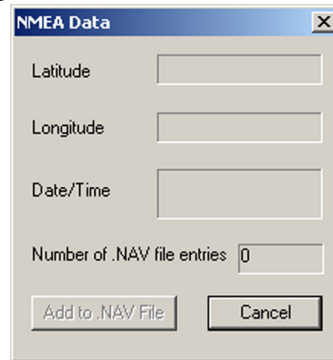 NMEA Data
Latitude
Longitude
Date/Time
Number of .NAV file entries 0
Add to .NAV File Cancel